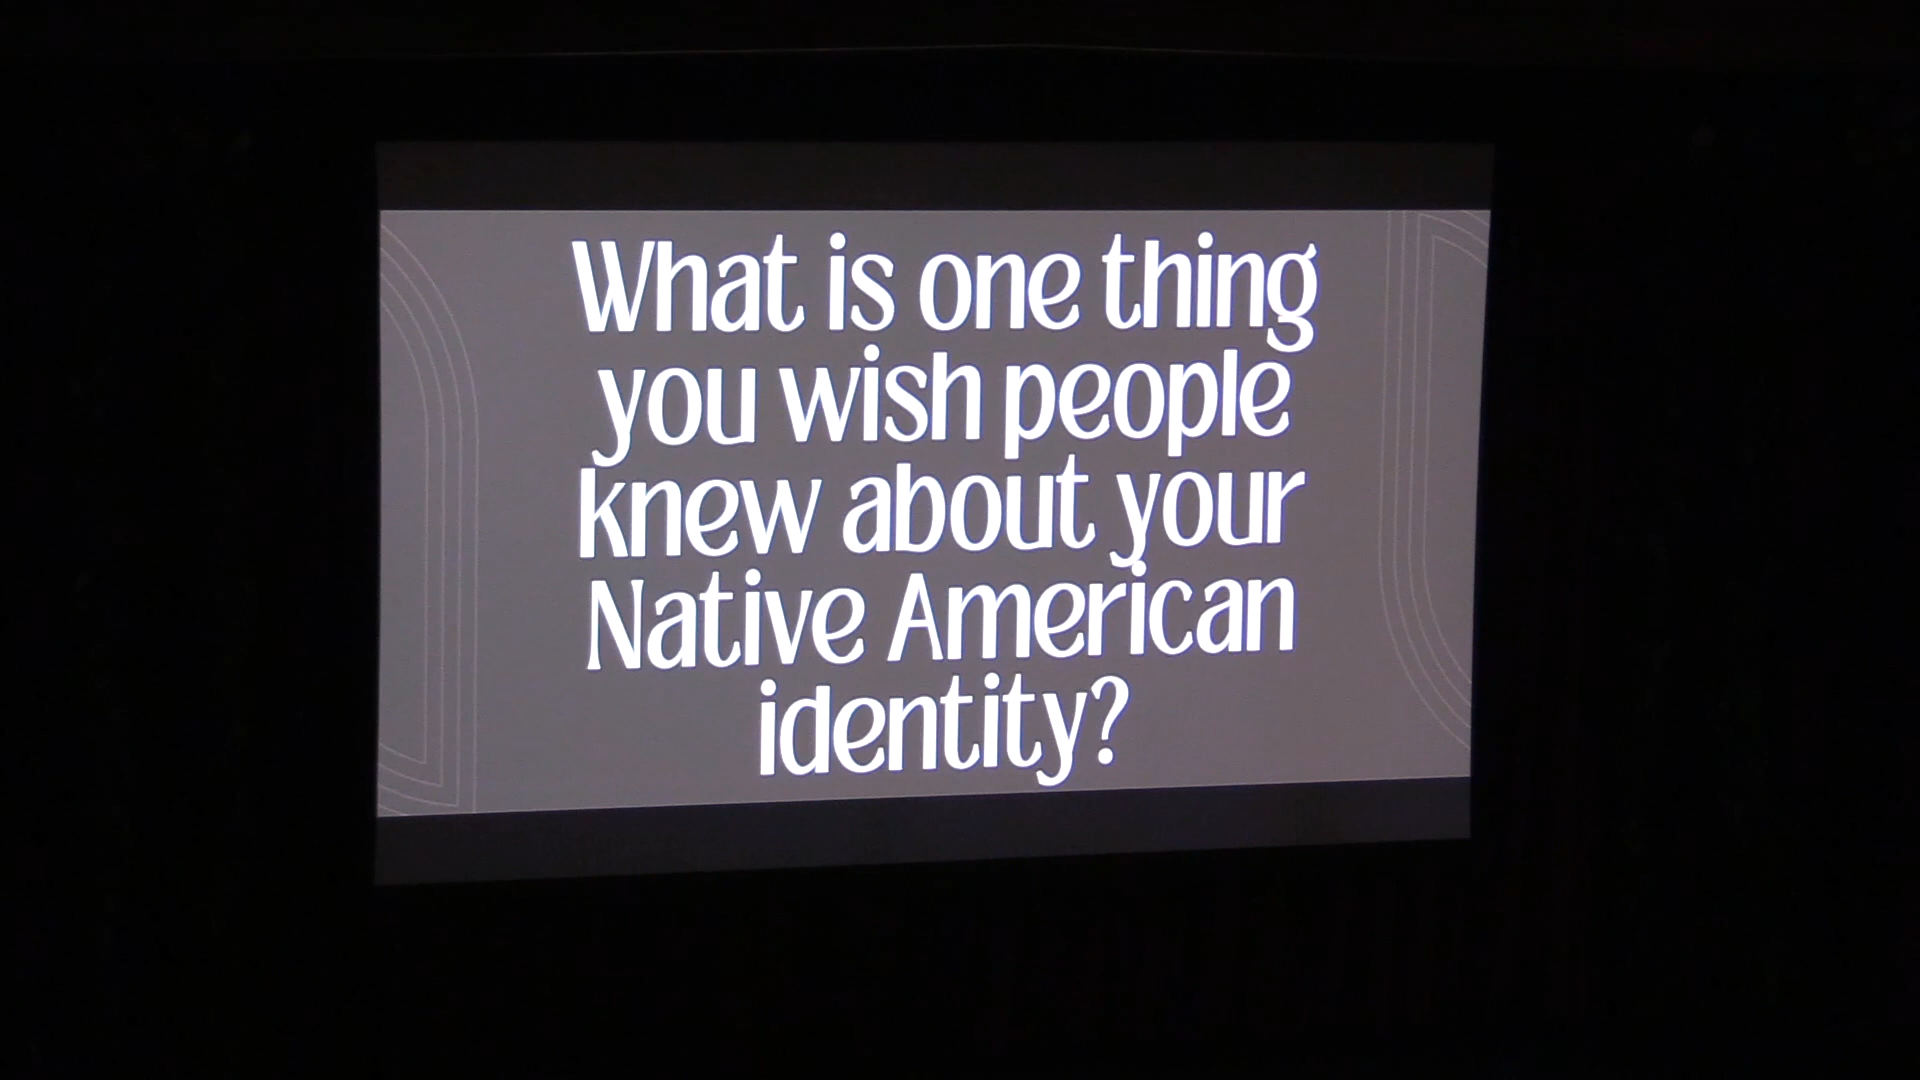 What is one thing
you wish people
knew about your
Native American
identity?